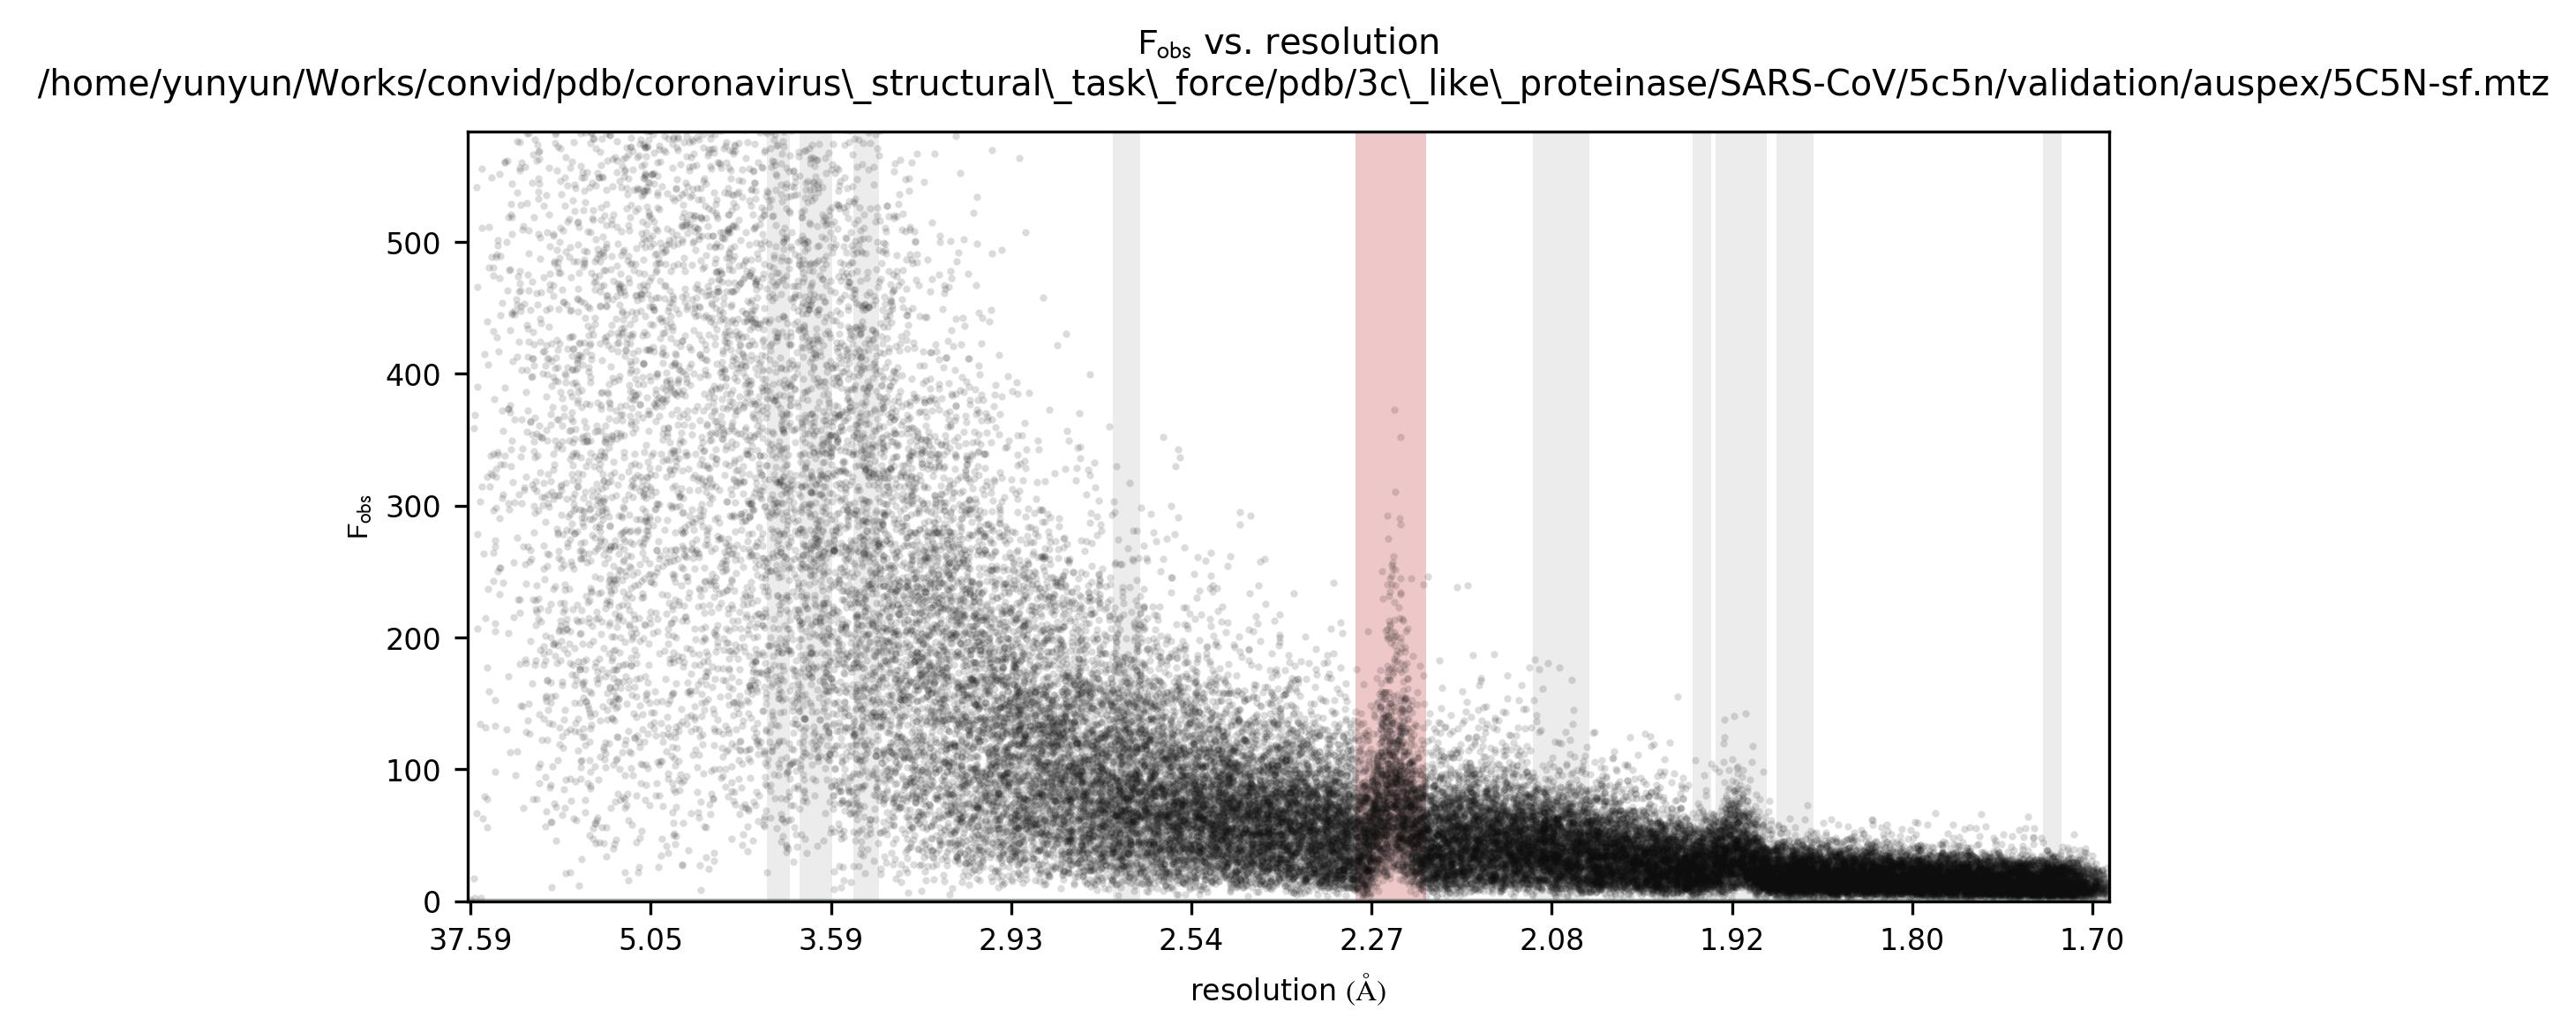 Fobs vs. resolution
/home/yunyun/Works/convid/pdb/coronavirus\_structural\_task\_force/pdb/3c\_like\_proteinase/SARS-CoV/5c5n/validation/auspex/5C5N-sf.mtz
500
400
300
200
100
0
Fobs
37.59 5.05 3.59 2.93 2.54 2.27 2.08 1.92 1.80 1.70
resolution (Å)